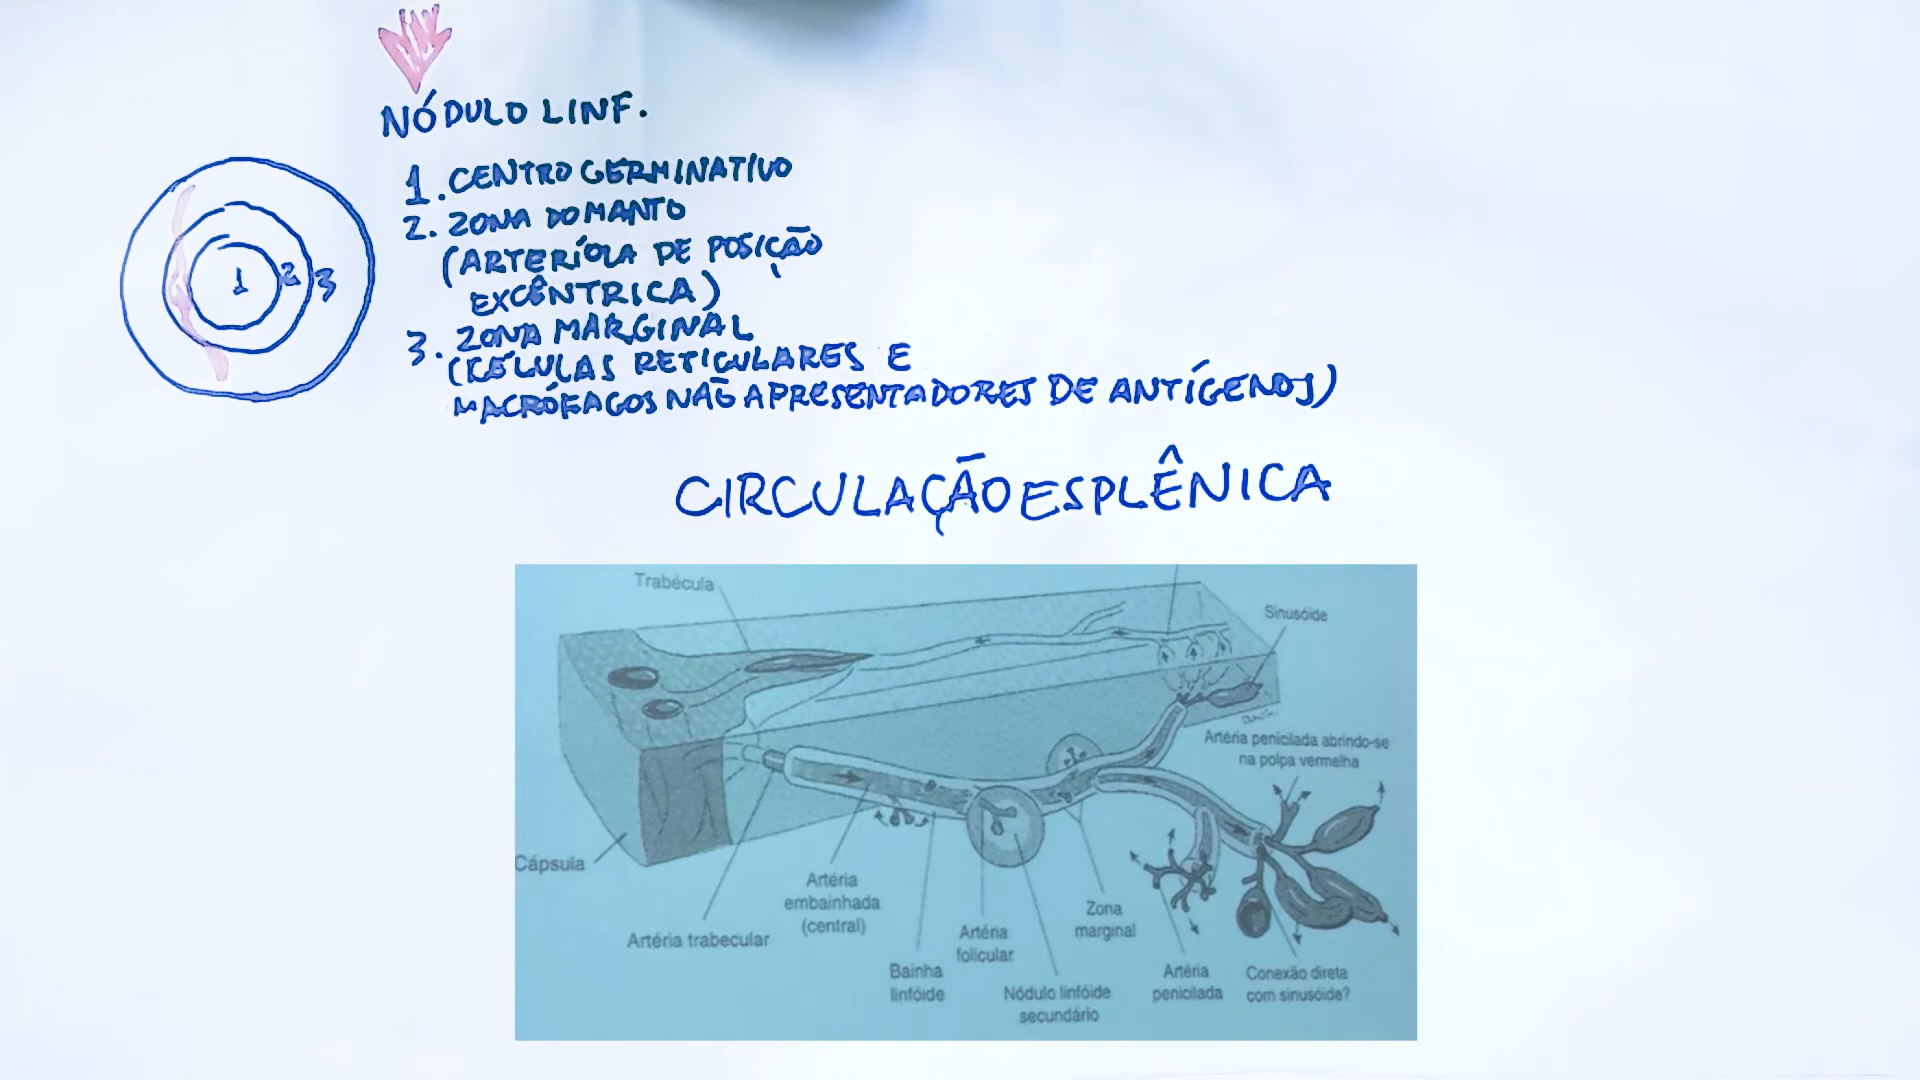 NÓDULO LINF.
1. CENTRO GERMINATIVO
2. ZONA DO MANTO
(ARTERÍOLA DE POSIÇÃO
EXCÊNTRICA)
3. ZONA MARGINAL
(CÉLULAS RETICULARES E
MACRÓFAGOS NÃO APRESENTADORES DE ANTÍGENOS)
1 2 3
CIRCULAÇÃO ESPLÊNICA
Trabécula
Sinusóide
Artéria penicilada abrindo-se
na polpa vermelha
Cápsula
Artéria
embainhada
(central)
Artéria trabecular
Bainha
linfóide
Artéria
folicular
Nódulo linfóide
secundário
Zona
marginal
Artéria
penicilada
Conexão direta
com sinusóide?